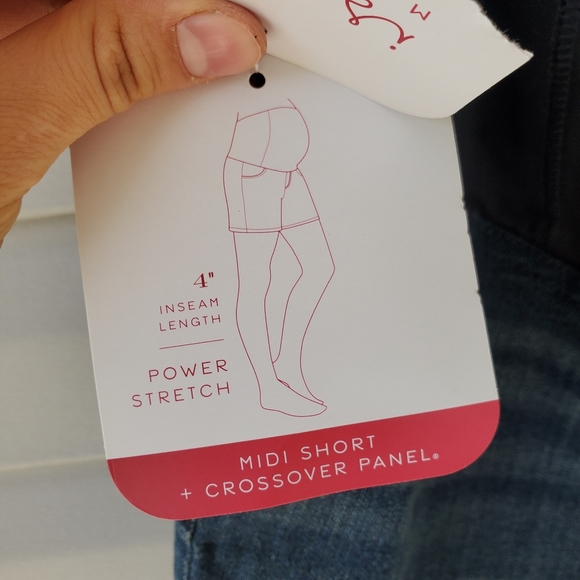 4"
INSEAM
LENGTH
POWER
STRETCH
MIDI SHORT
+ CROSSOVER PANEL®